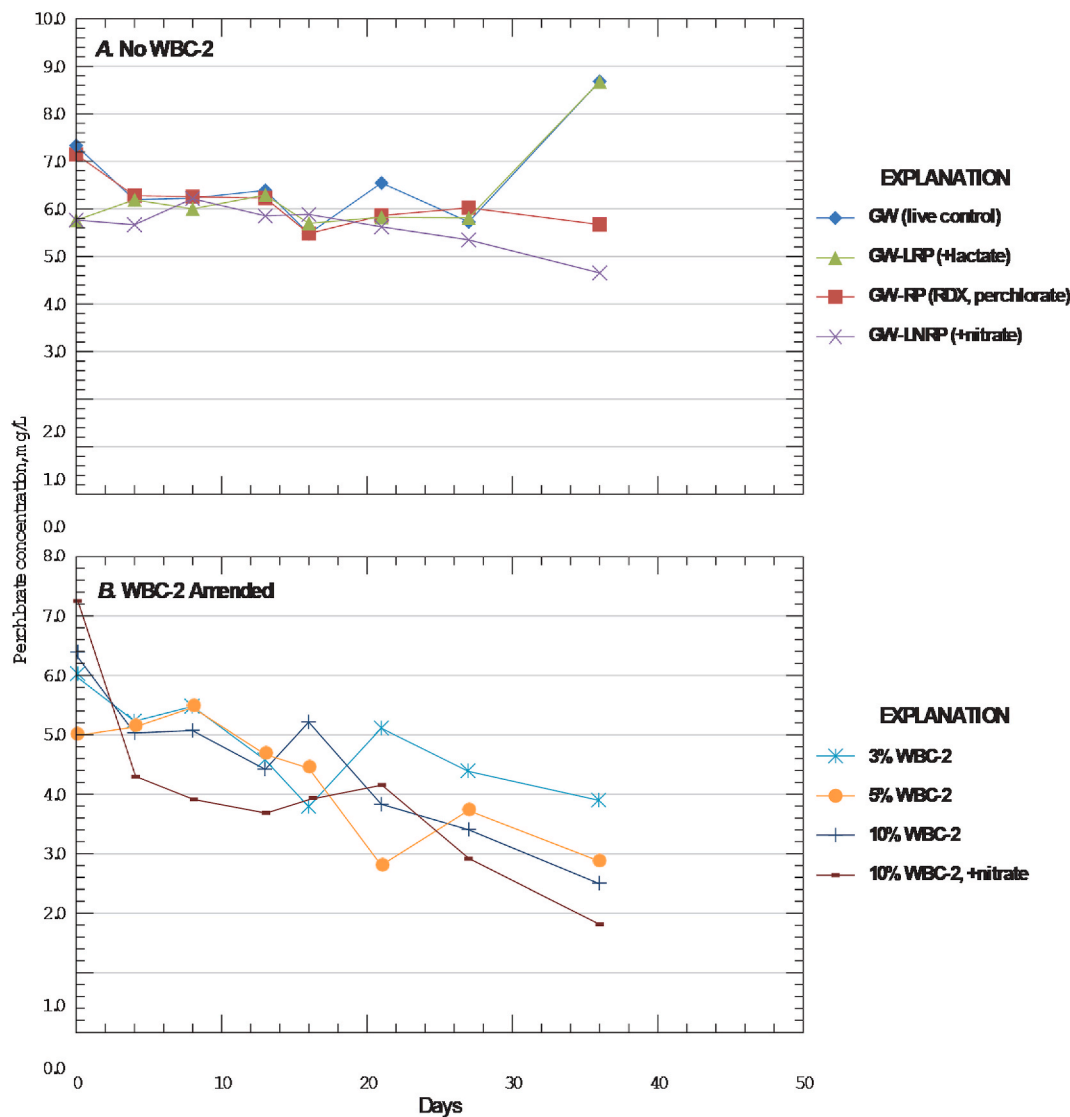 10.0
A. No WBC-2
9.0
8.0
7.0
6.0
5.0
4.0
3.0
2.0
1.0
0.0
EXPLANATION
GW (live control)
GW-LRP (+lactate)
GW-RP (RDX, perchlorate)
GW-LNRP (+nitrate)
Perchlorate concentration, mg/L
8.0
B. WBC-2 Amended
7.0
6.0
5.0
4.0
3.0
2.0
1.0
0.0
EXPLANATION
3% WBC-2
5% WBC-2
10% WBC-2
10% WBC-2, +nitrate
0 10 20 30 40 50
Days